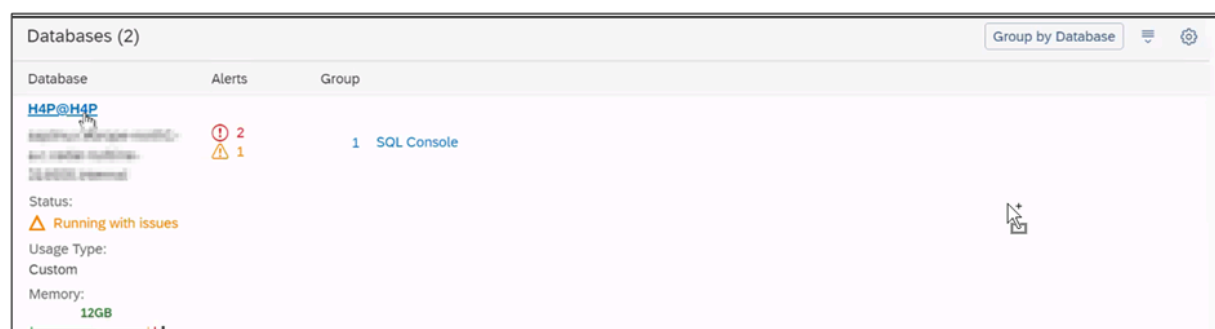 Databases (2)
Group by Database
Database Alerts Group
H4P@H4P
2
1
1 SQL Console
Status:
Running with issues
Usage Type:
Custom
Memory:
12GB